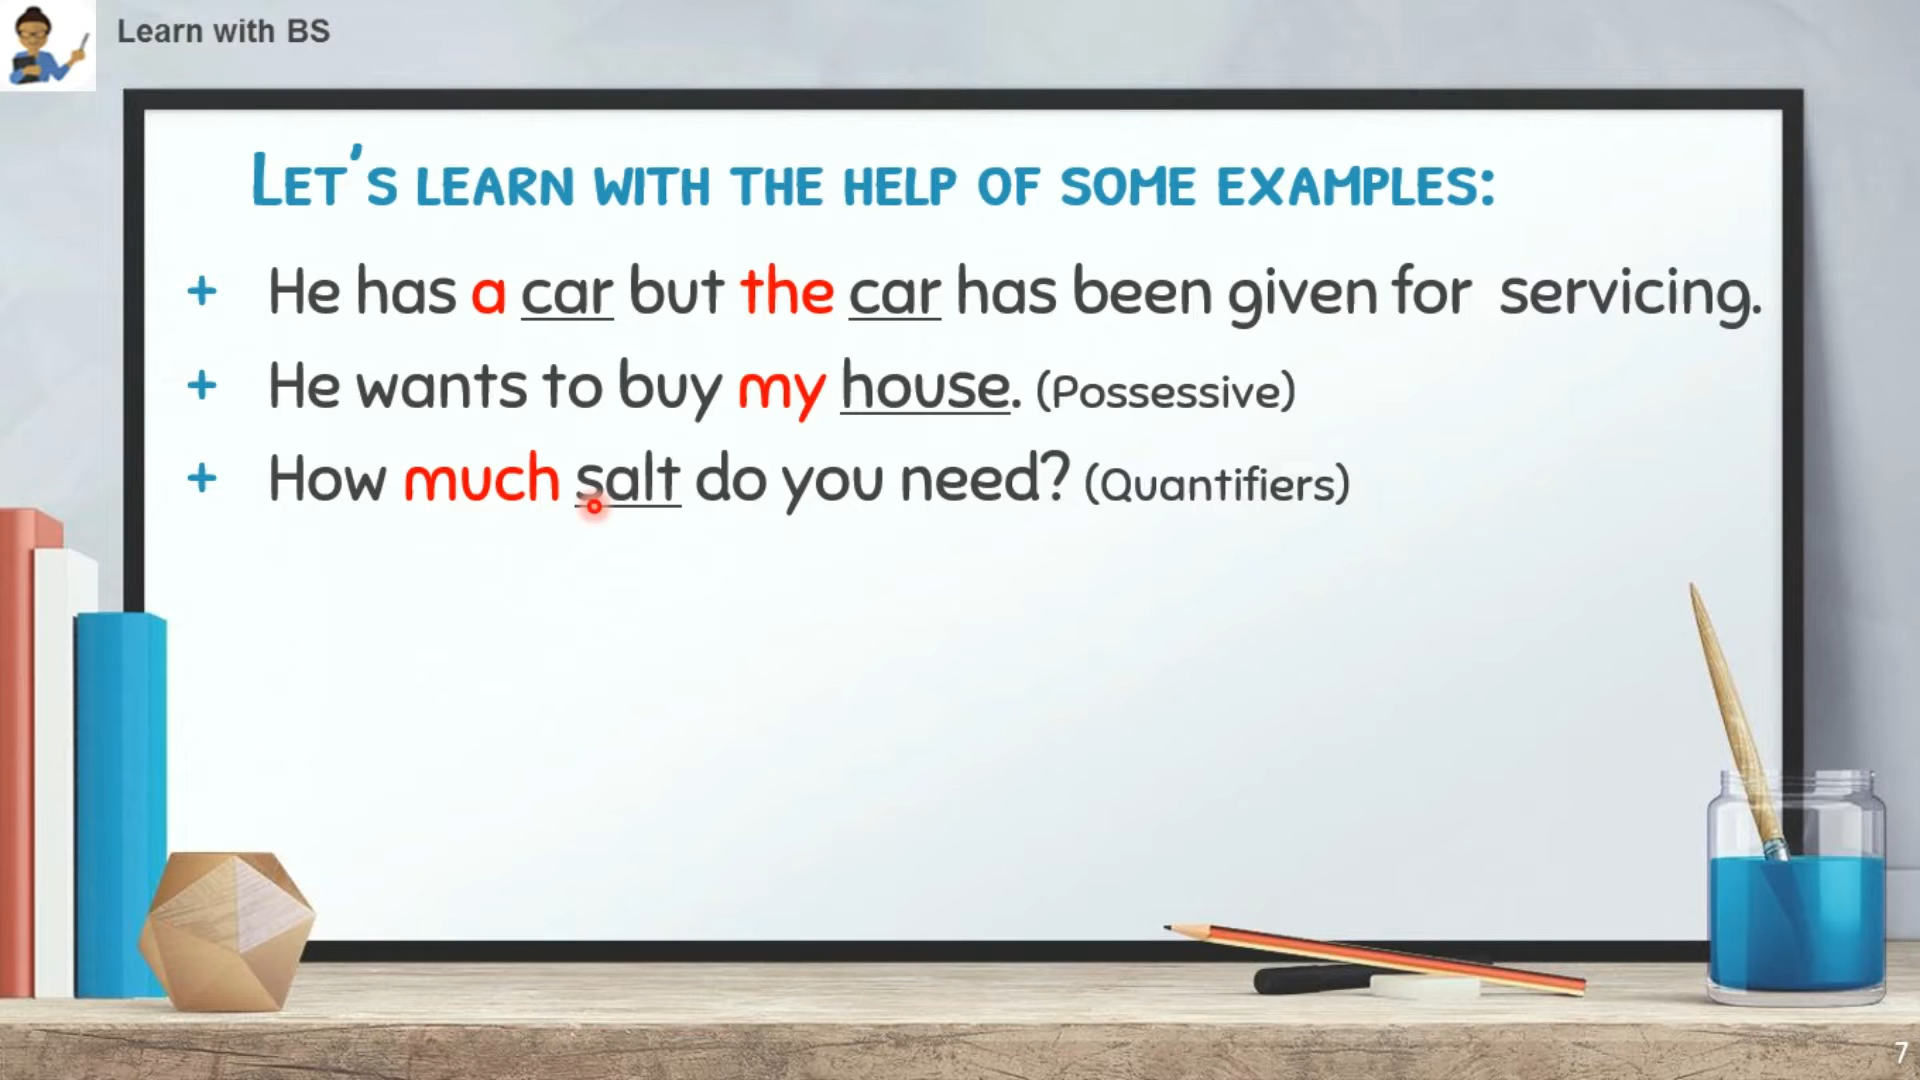 Learn with BS
LET'S LEARN WITH THE HELP OF SOME EXAMPLES:
+ He has a car but the car has been given for servicing.
+ He wants to buy my house. (Possessive)
+ How much salt do you need? (Quantifiers)
7